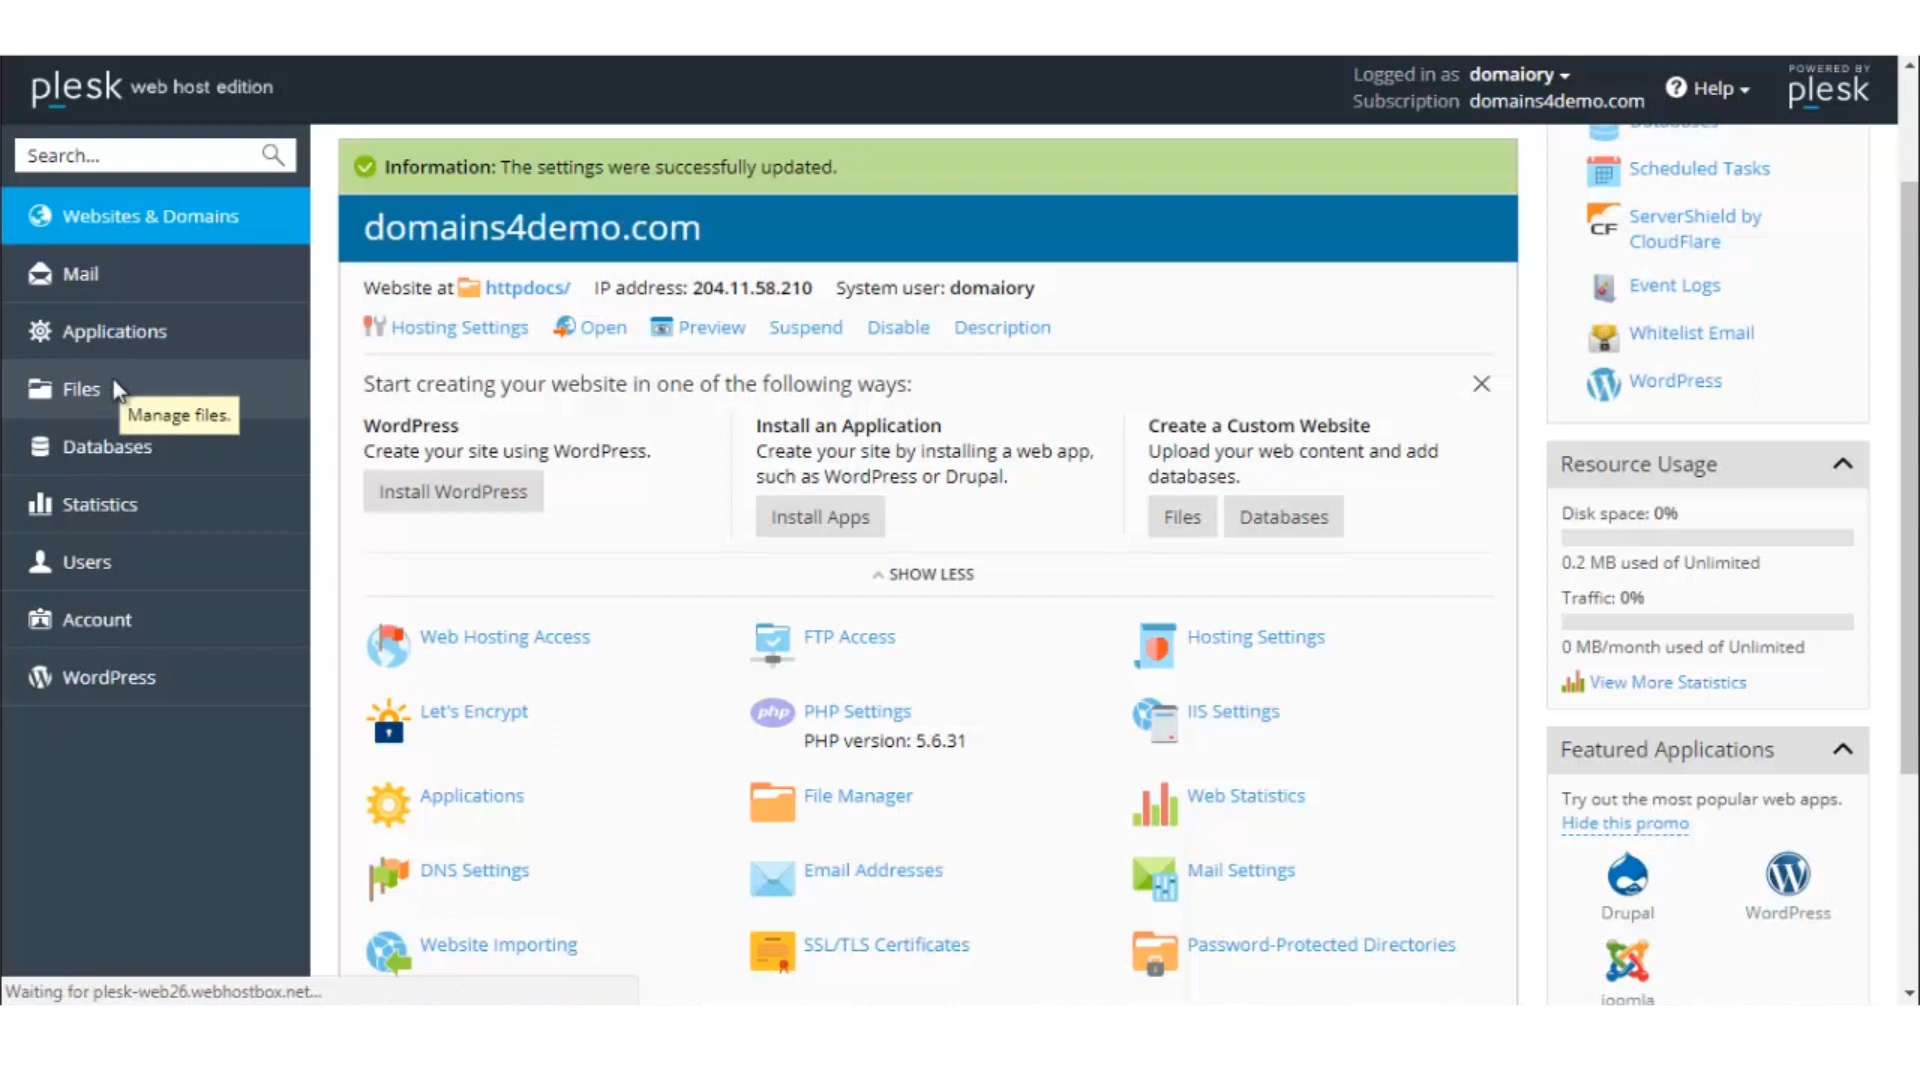 plesk web host edition
Logged in as domaiory
Subscription domains4demo.com
Help
POWERED BY
plesk
Search...
Websites & Domains
Mail
Applications
Files
Manage files.
Databases
Statistics
Users
Account
WordPress
Information: The settings were successfully updated.
domains4demo.com
Website at httpdocs/ IP address: 204.11.58.210 System user: domaiory
Hosting Settings Open Preview Suspend Disable Description
Start creating your website in one of the following ways:
WordPress
Create your site using WordPress.
Install WordPress
Install an Application
Create your site by installing a web app,
such as WordPress or Drupal.
Install Apps
Create a Custom Website
Upload your web content and add
databases.
Files Databases
SHOW LESS
Web Hosting Access
FTP Access
Hosting Settings
Let's Encrypt
php PHP Settings
PHP version: 5.6.31
IIS Settings
Applications
File Manager
Web Statistics
DNS Settings
Email Addresses
Mail Settings
Website Importing
SSL/TLS Certificates
Password-Protected Directories
Databases
Scheduled Tasks
CF
ServerShield by
CloudFlare
Event Logs
Whitelist Email
WordPress
Resource Usage
Disk space: 0%
0.2 MB used of Unlimited
Traffic: 0%
0 MB/month used of Unlimited
View More Statistics
Featured Applications
Try out the most popular web apps.
Hide this promo
Drupal
WordPress
Joomla
Waiting for plesk-web26.webhostbox.net...